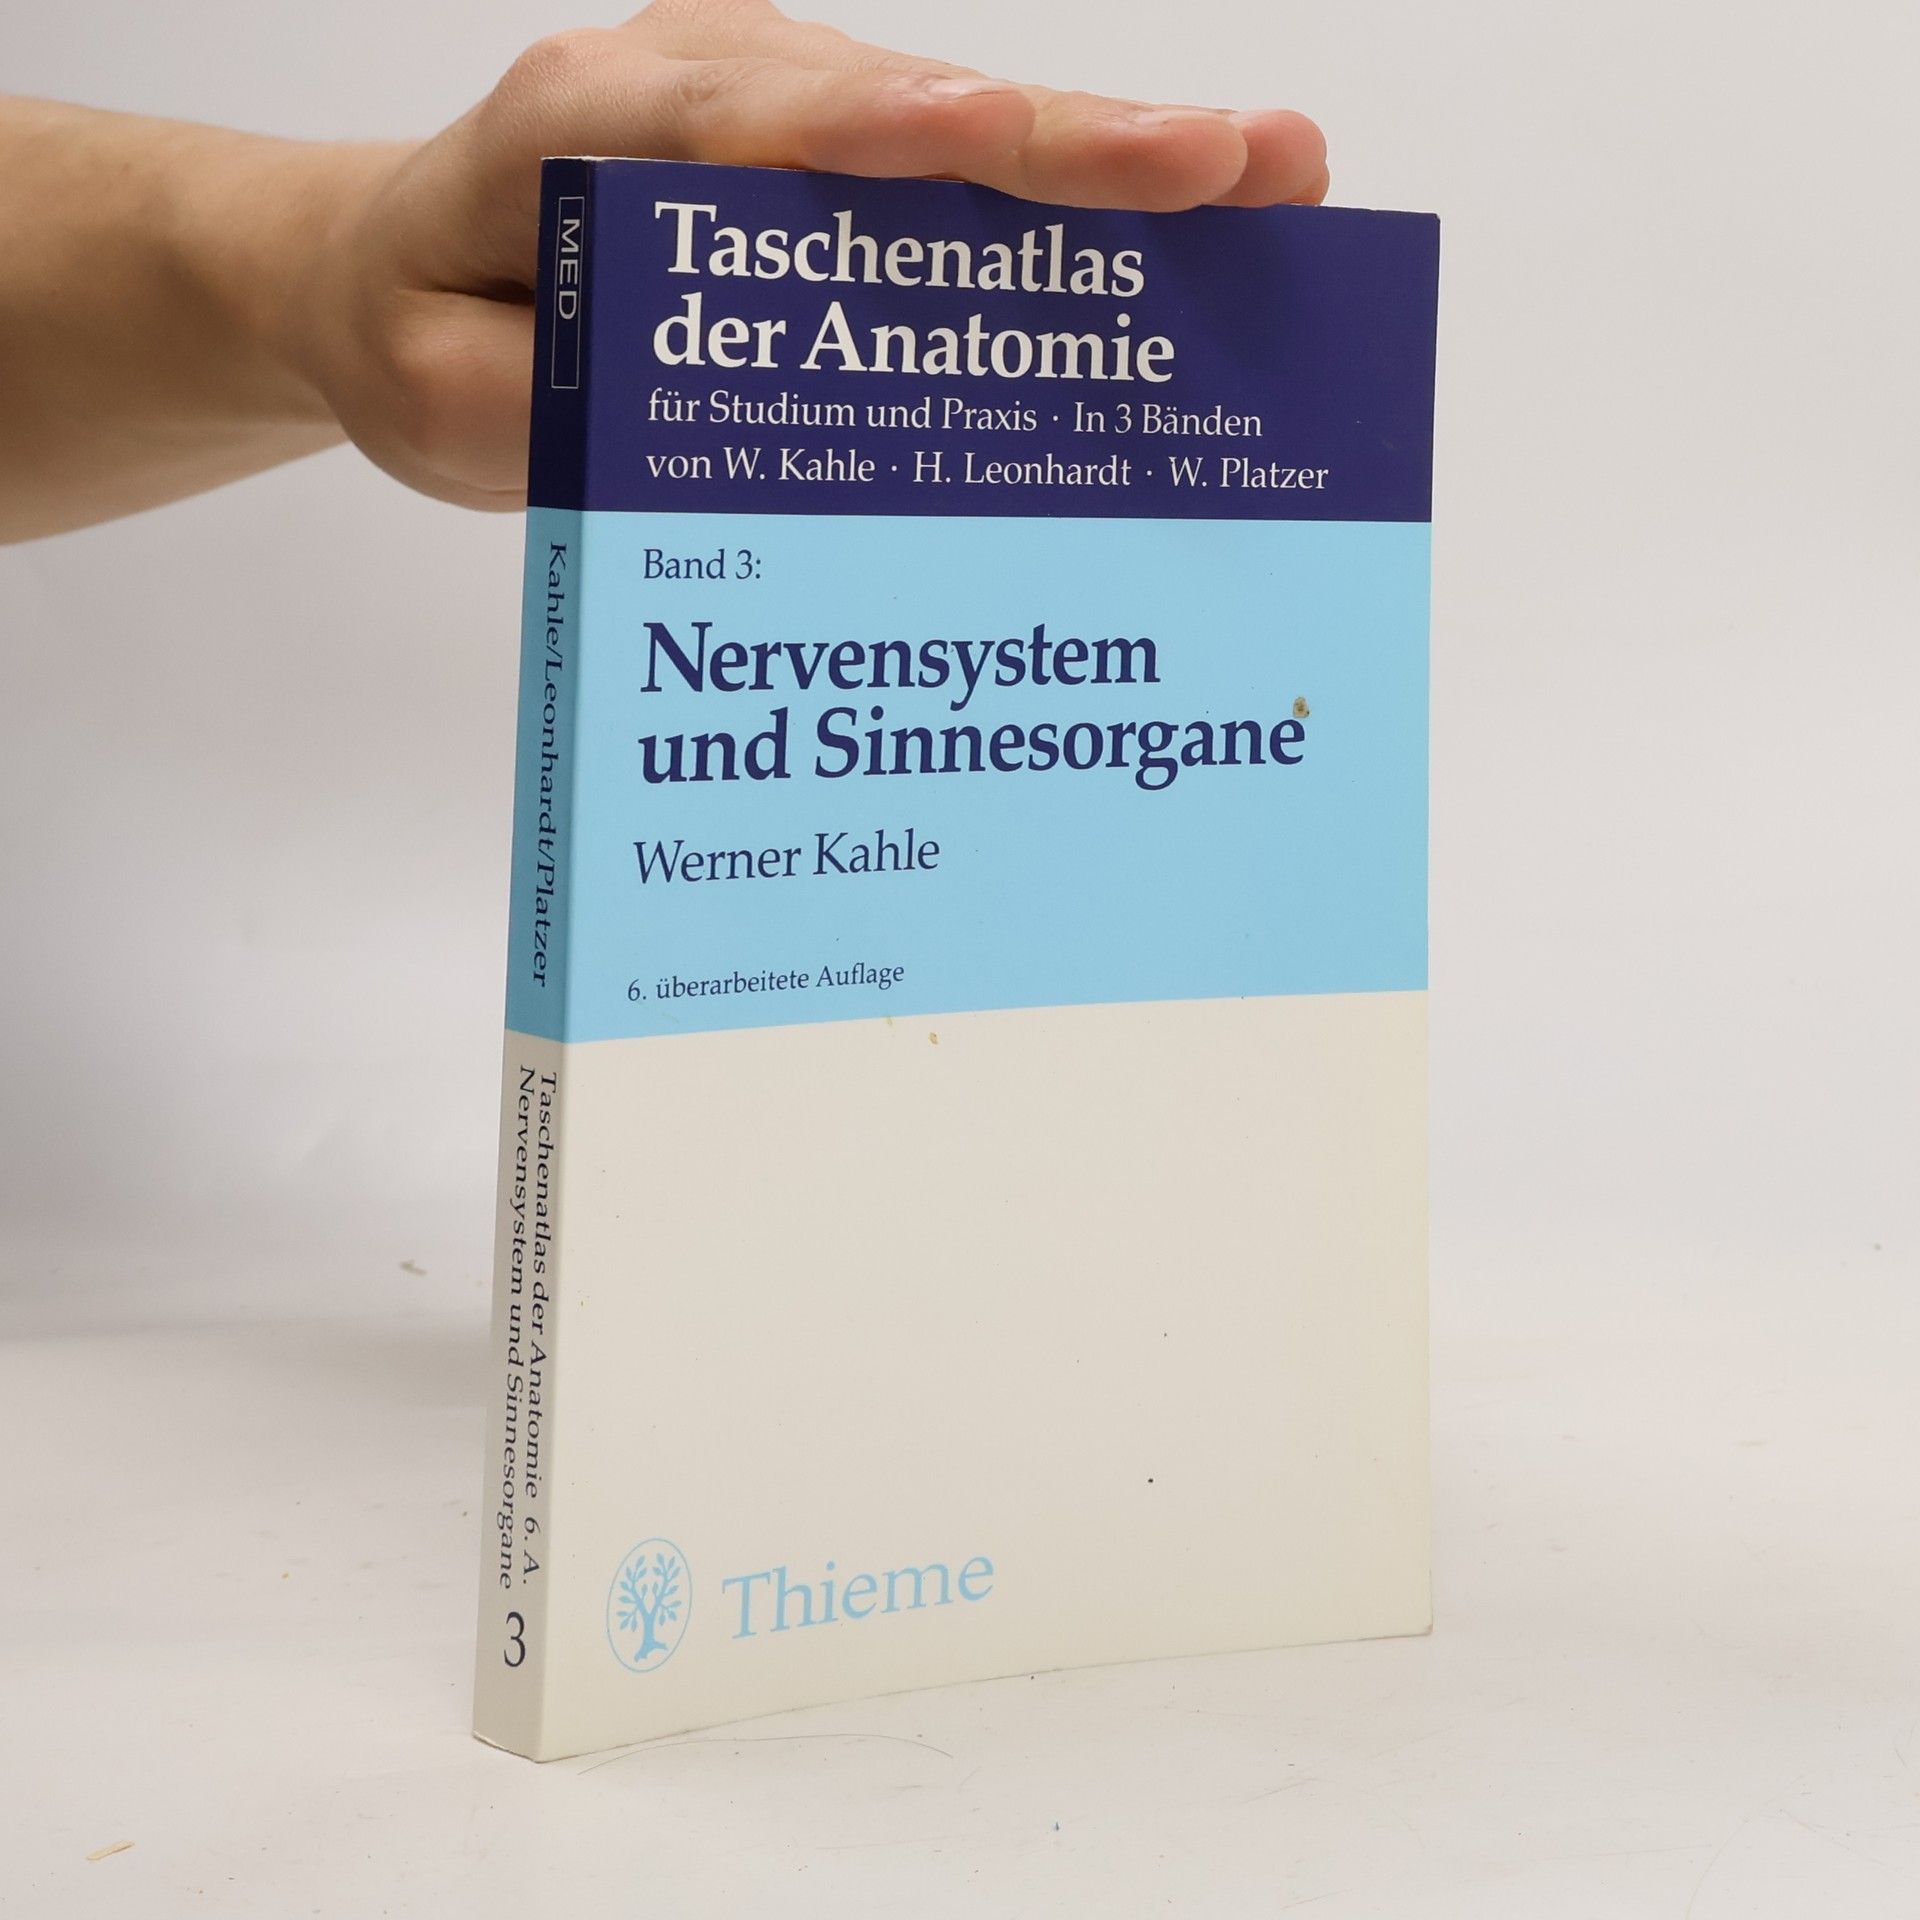 Taschenatlas
der Anatomie
für Studium und Praxis · In 3 Bänden
von W. Kahle · H. Leonhardt · W. Platzer
Band 3:
Nervensystem
und Sinnesorgane
Werner Kahle
6. überarbeitete Auflage
Thieme
MED
Kahle/Leonhardt/Platzer
Taschenatlas der Anatomie 6. A.
Nervensystem und Sinnesorgane
3